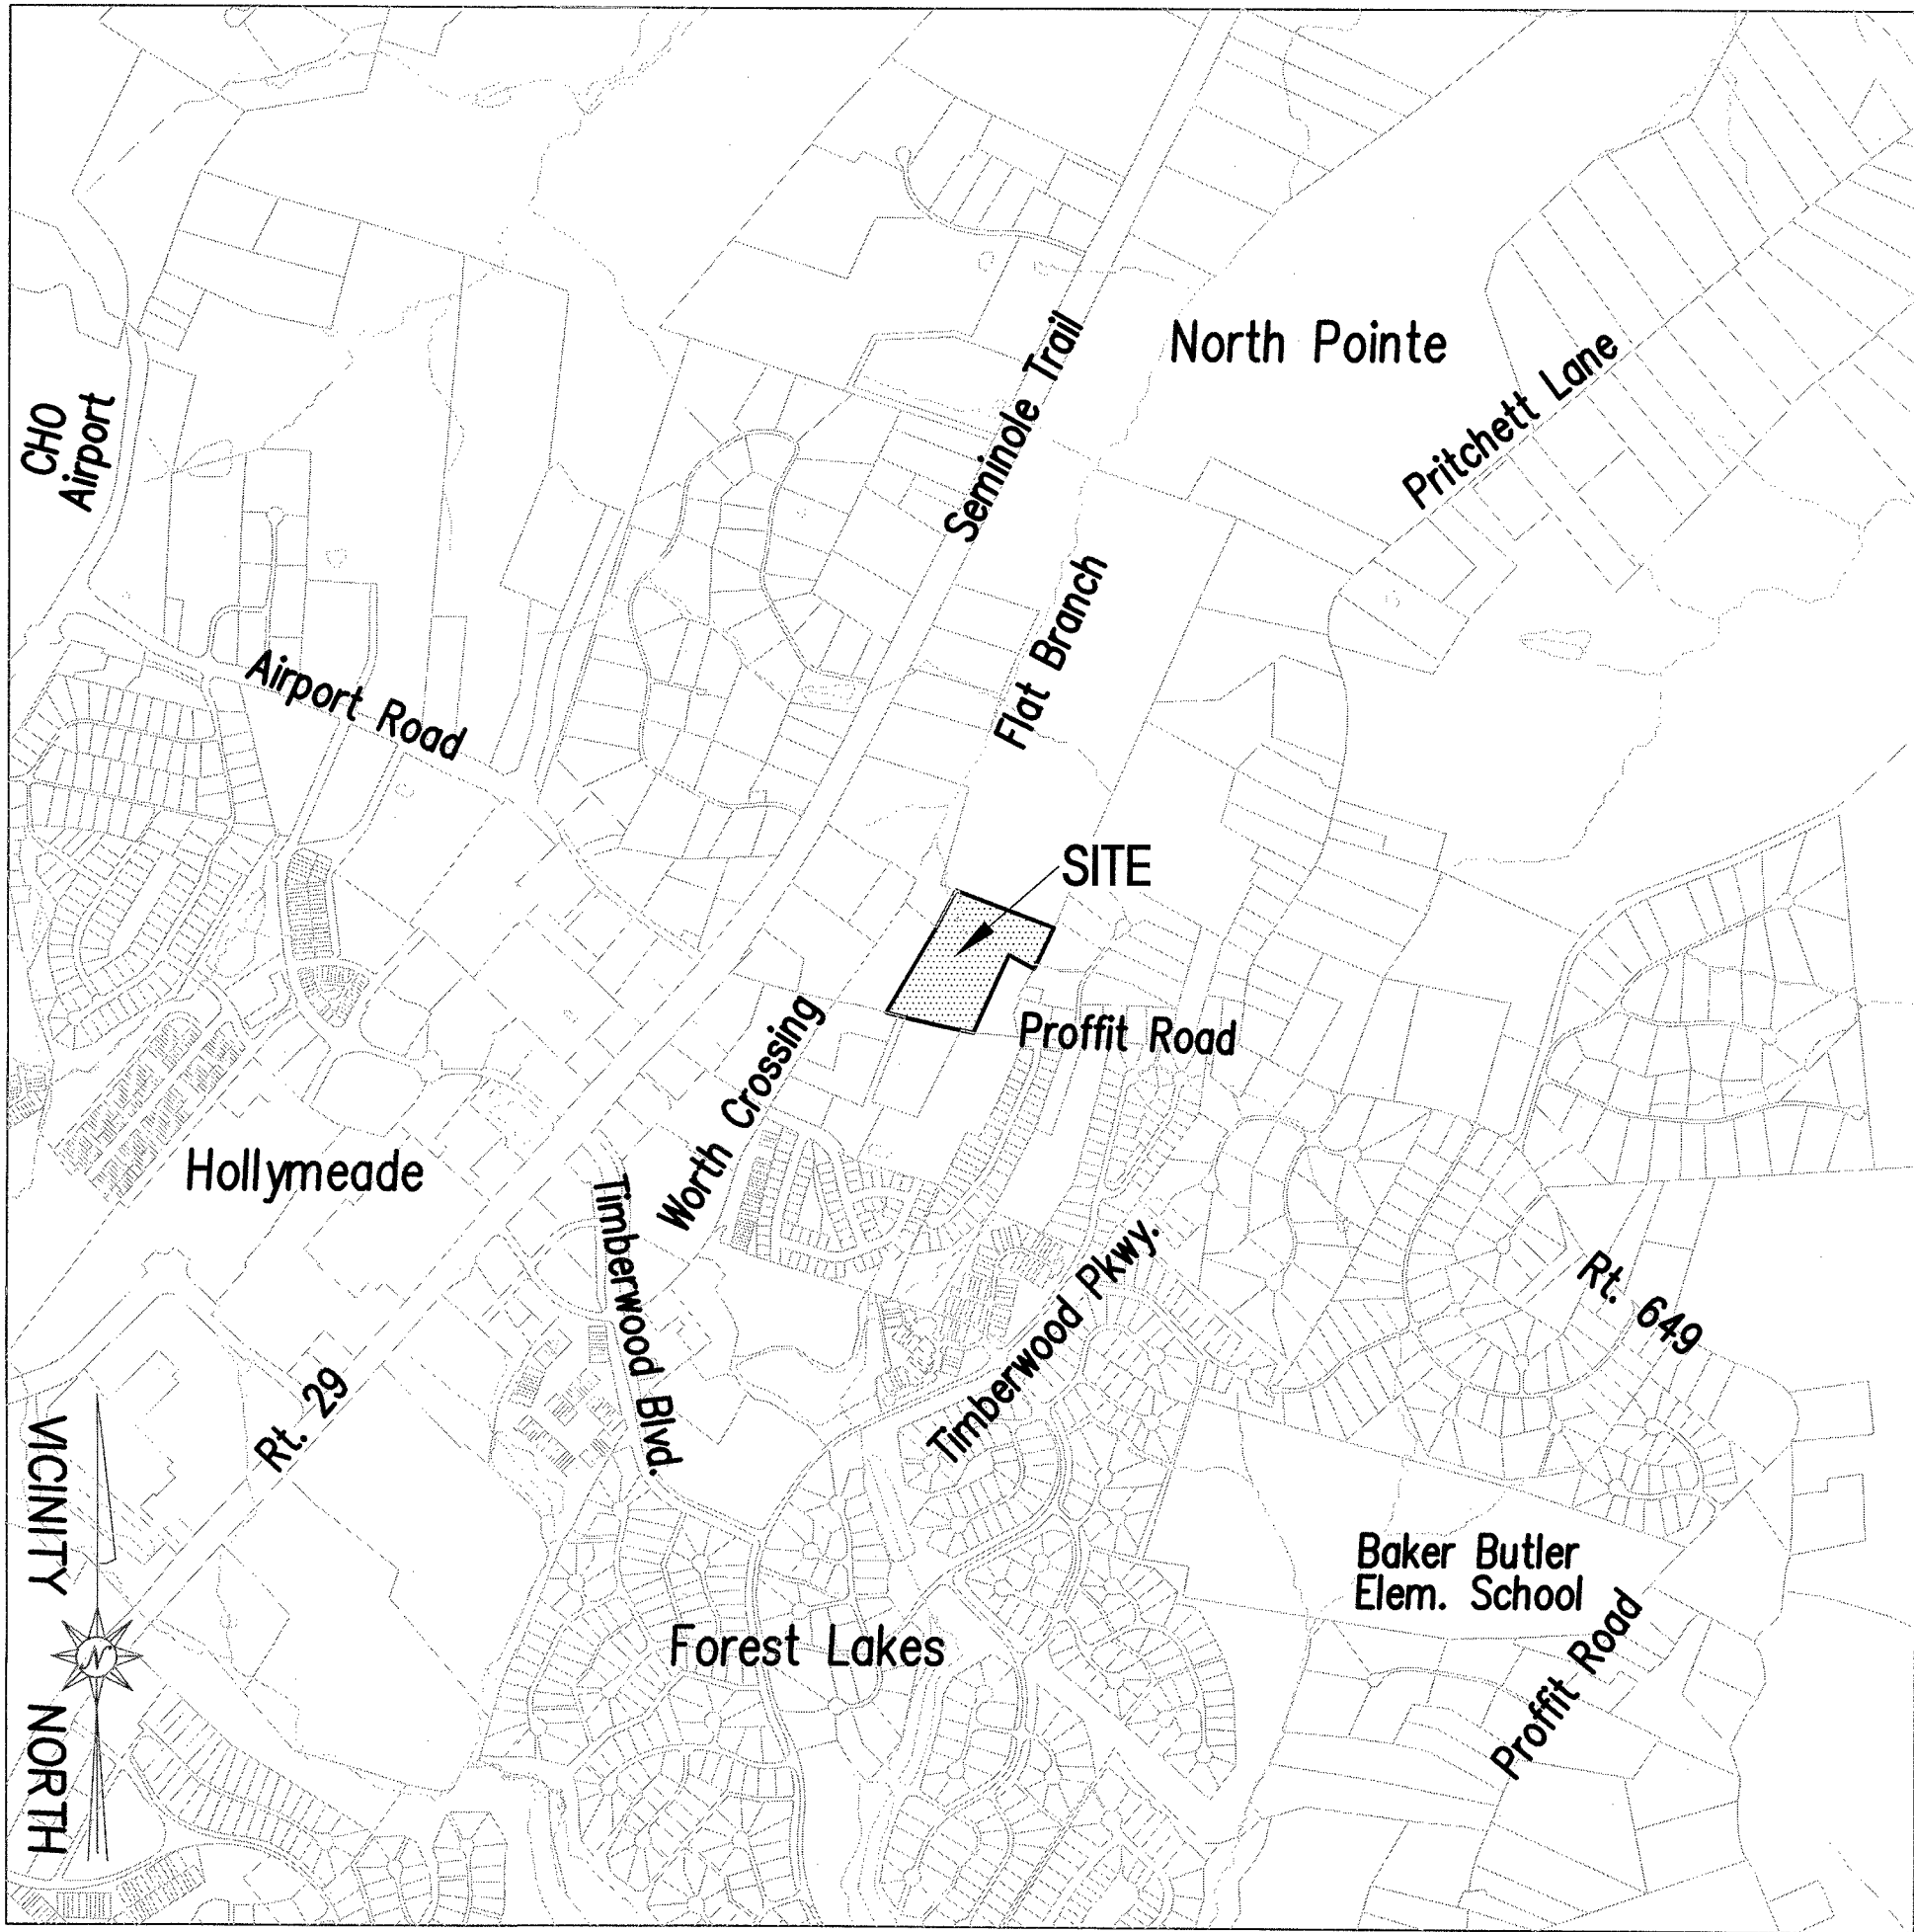 North Pointe
Seminole Trail
Pritchett Lane
CHO
Airport
Flat Branch
Airport Road
SITE
Proffit Road
Worth Crossing
Hollymeade
Timberwood Blvd.
Timberwood Pkwy.
Rt. 649
Rt. 29
Baker Butler
Elem. School
Forest Lakes
Proffit Road
VICINITY
N
NORTH